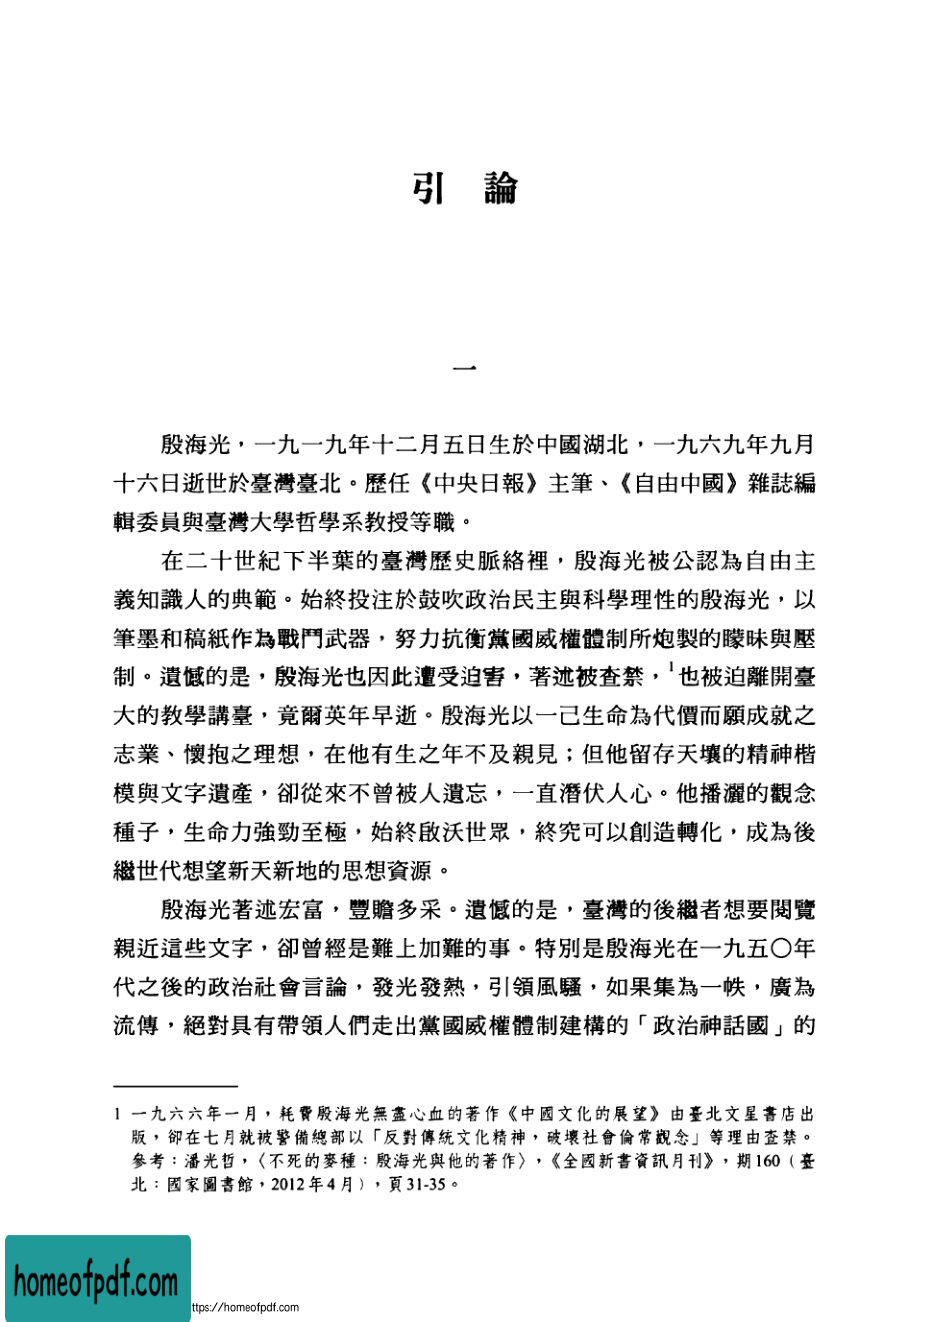 引 論
一
殷海光，一九一九年十二月五日生於中國湖北，一九六九年九月
十六日逝世於臺灣臺北。歷任《中央日報》主筆、《自由中國》雜誌編
輯委員與臺灣大學哲學系教授等職。
在二十世紀下半葉的臺灣歷史脈絡裡，殷海光被公認為自由主
義知識人的典範。始終投注於鼓吹政治民主與科學理性的殷海光，以
筆墨和稿紙作為戰鬥武器，努力抗衡黨國威權體制所炮製的矇昧與壓
制。遺憾的是，殷海光也因此遭受迫害，著述被查禁，1也被迫離開臺
大的教學講臺，竟爾英年早逝。殷海光以一己生命為代價而願成就之
志業、懷抱之理想，在他有生之年不及親見；但他留存天壤的精神楷
模與文字遺產，卻從來不曾被人遺忘，一直潛伏人心。他播灑的觀念
種子，生命力強勁至極，始終啟沃世眾，終究可以創造轉化，成為後
繼世代想望新天新地的思想資源。
殷海光著述宏富，豐贍多采。遺憾的是，臺灣的後繼者想要閱覽
親近這些文字，卻曾經是難上加難的事。特別是殷海光在一九五〇年
代之後的政治社會言論，發光發熱，引領風騷，如果集為一帙，廣為
流傳，絕對具有帶領人們走出黨國威權體制建構的「政治神話國」的
1 一九六六年一月，耗費殷海光無盡心血的著作《中國文化的展望》由臺北文星書店出
版，卻在七月就被警備總部以「反對傳統文化精神，破壞社會倫常觀念」等理由查禁。
參考：潘光哲，〈不死的麥種：殷海光與他的著作〉，《全國新書資訊月刊》，期160（臺
北：國家圖書館，2012年4月），頁31-35。
homeofpdf.com
ttps://homeofpdf.com